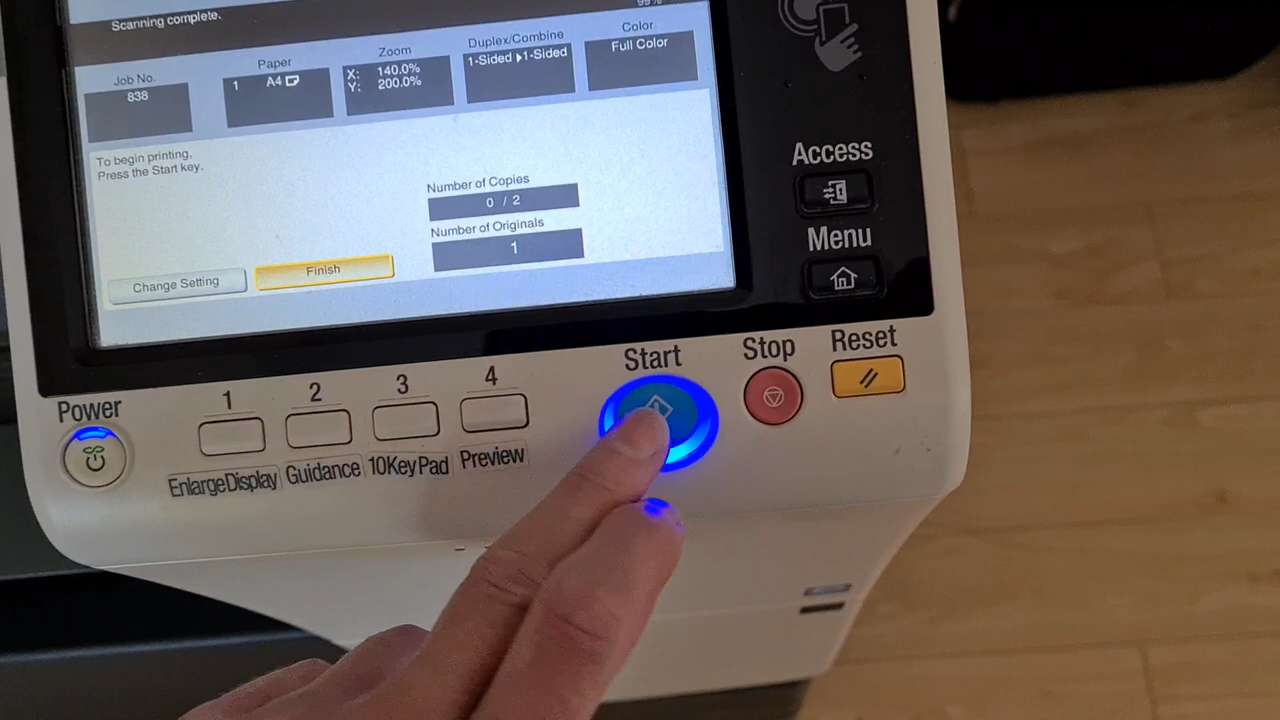 99%
Scanning complete.
Job No.
838
Paper
1 A4
Zoom
X: 140.0%
Y: 200.0%
Duplex/Combine
1-Sided ▶1-Sided
Color
Full Color
To begin printing,
Press the Start key.
Number of Copies
0 / 2
Number of Originals
1
Change Setting
Finish
Access
Menu
Power
1
2
3
4
Enlarge Display
Guidance
10Key Pad
Preview
Start
Stop
Reset